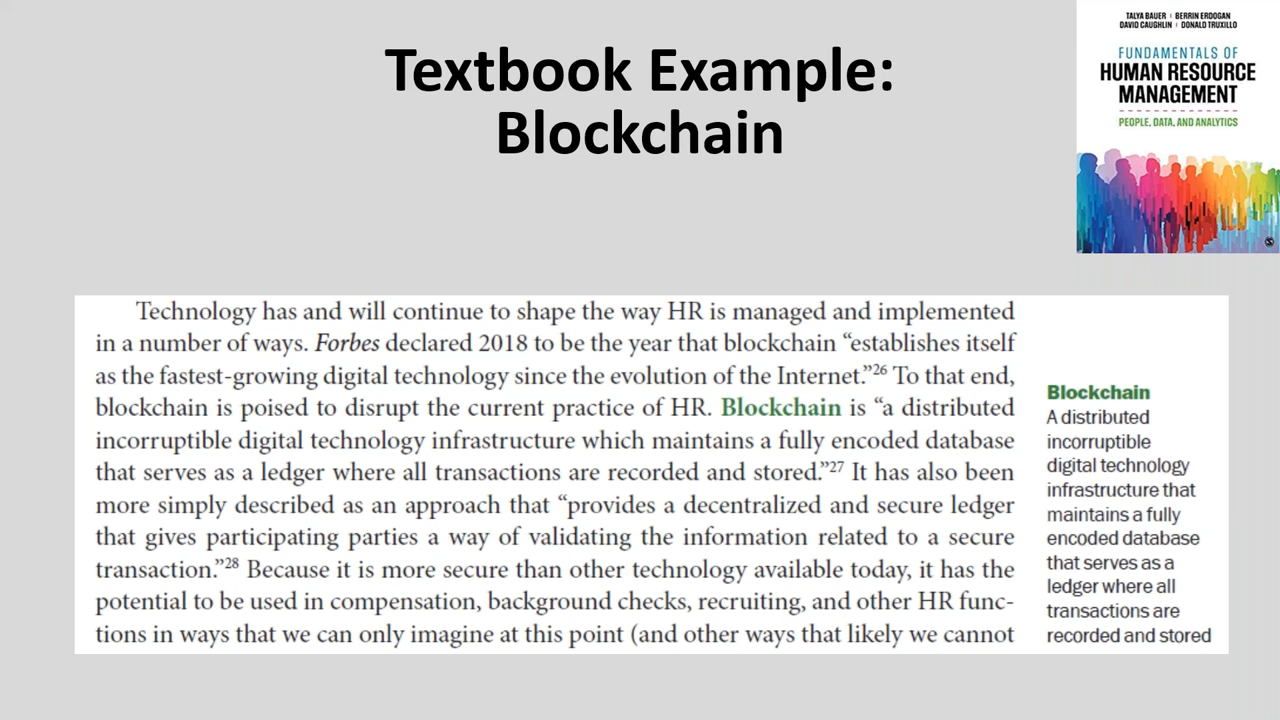 Textbook Example:
Blockchain
TALYA BAUER | BERRIN ERDOGAN
DAVID CAUGHLIN | DONALD TRUXILLO
FUNDAMENTALS OF
HUMAN RESOURCE
MANAGEMENT
PEOPLE, DATA, AND ANALYTICS
Technology has and will continue to shape the way HR is managed and implemented
in a number of ways. Forbes declared 2018 to be the year that blockchain “establishes itself
as the fastest-growing digital technology since the evolution of the Internet.”26 To that end,
blockchain is poised to disrupt the current practice of HR. Blockchain is “a distributed
incorruptible digital technology infrastructure which maintains a fully encoded database
that serves as a ledger where all transactions are recorded and stored.”27 It has also been
more simply described as an approach that “provides a decentralized and secure ledger
that gives participating parties a way of validating the information related to a secure
transaction.”28 Because it is more secure than other technology available today, it has the
potential to be used in compensation, background checks, recruiting, and other HR func-
tions in ways that we can only imagine at this point (and other ways that likely we cannot
Blockchain
A distributed
incorruptible
digital technology
infrastructure that
maintains a fully
encoded database
that serves as a
ledger where all
transactions are
recorded and stored